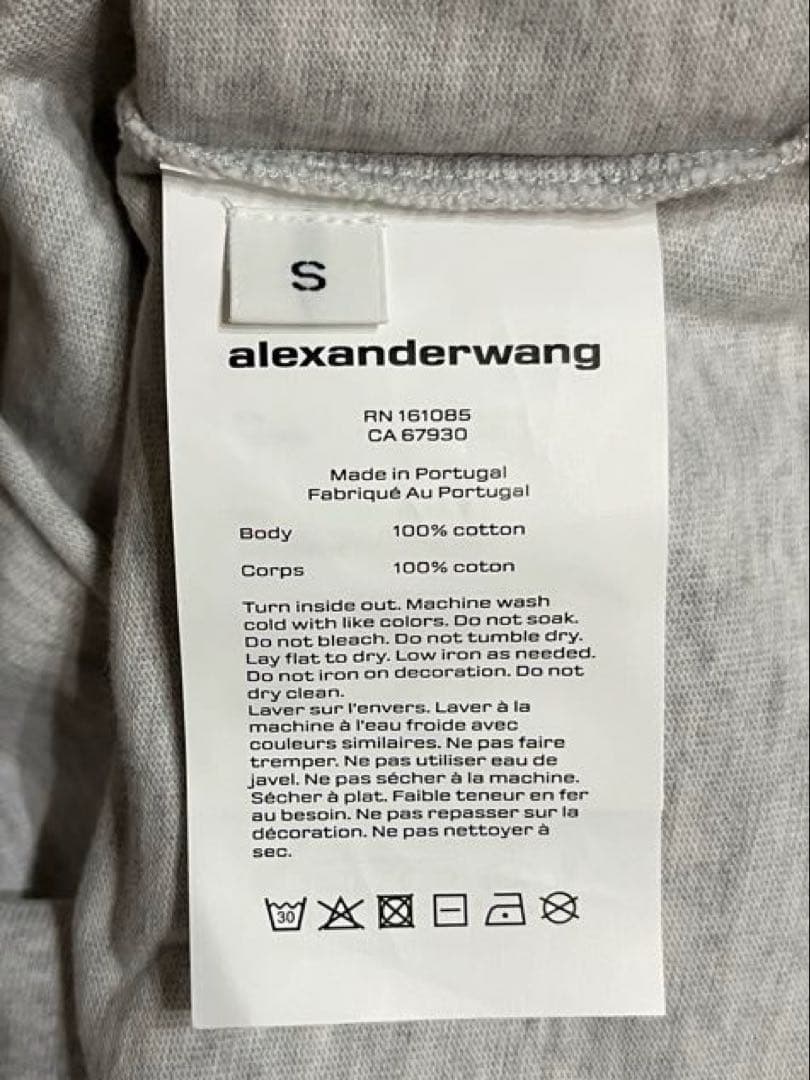 S
alexanderwang
RN 161085
CA 67930
Made in Portugal
Fabriqué Au Portugal
Body 100% cotton
Corps 100% coton
Turn inside out. Machine wash
cold with like colors. Do not soak.
Do not bleach. Do not tumble dry.
Lay flat to dry. Low iron as needed.
Do not iron on decoration. Do not
dry clean.
Laver sur l'envers. Laver à la
machine à l'eau froide avec
couleurs similaires. Ne pas faire
tremper. Ne pas utiliser eau de
javel. Ne pas sécher à la machine.
Sécher à plat. Faible teneur en fer
au besoin. Ne pas repasser sur la
décoration. Ne pas nettoyer à
sec.
30